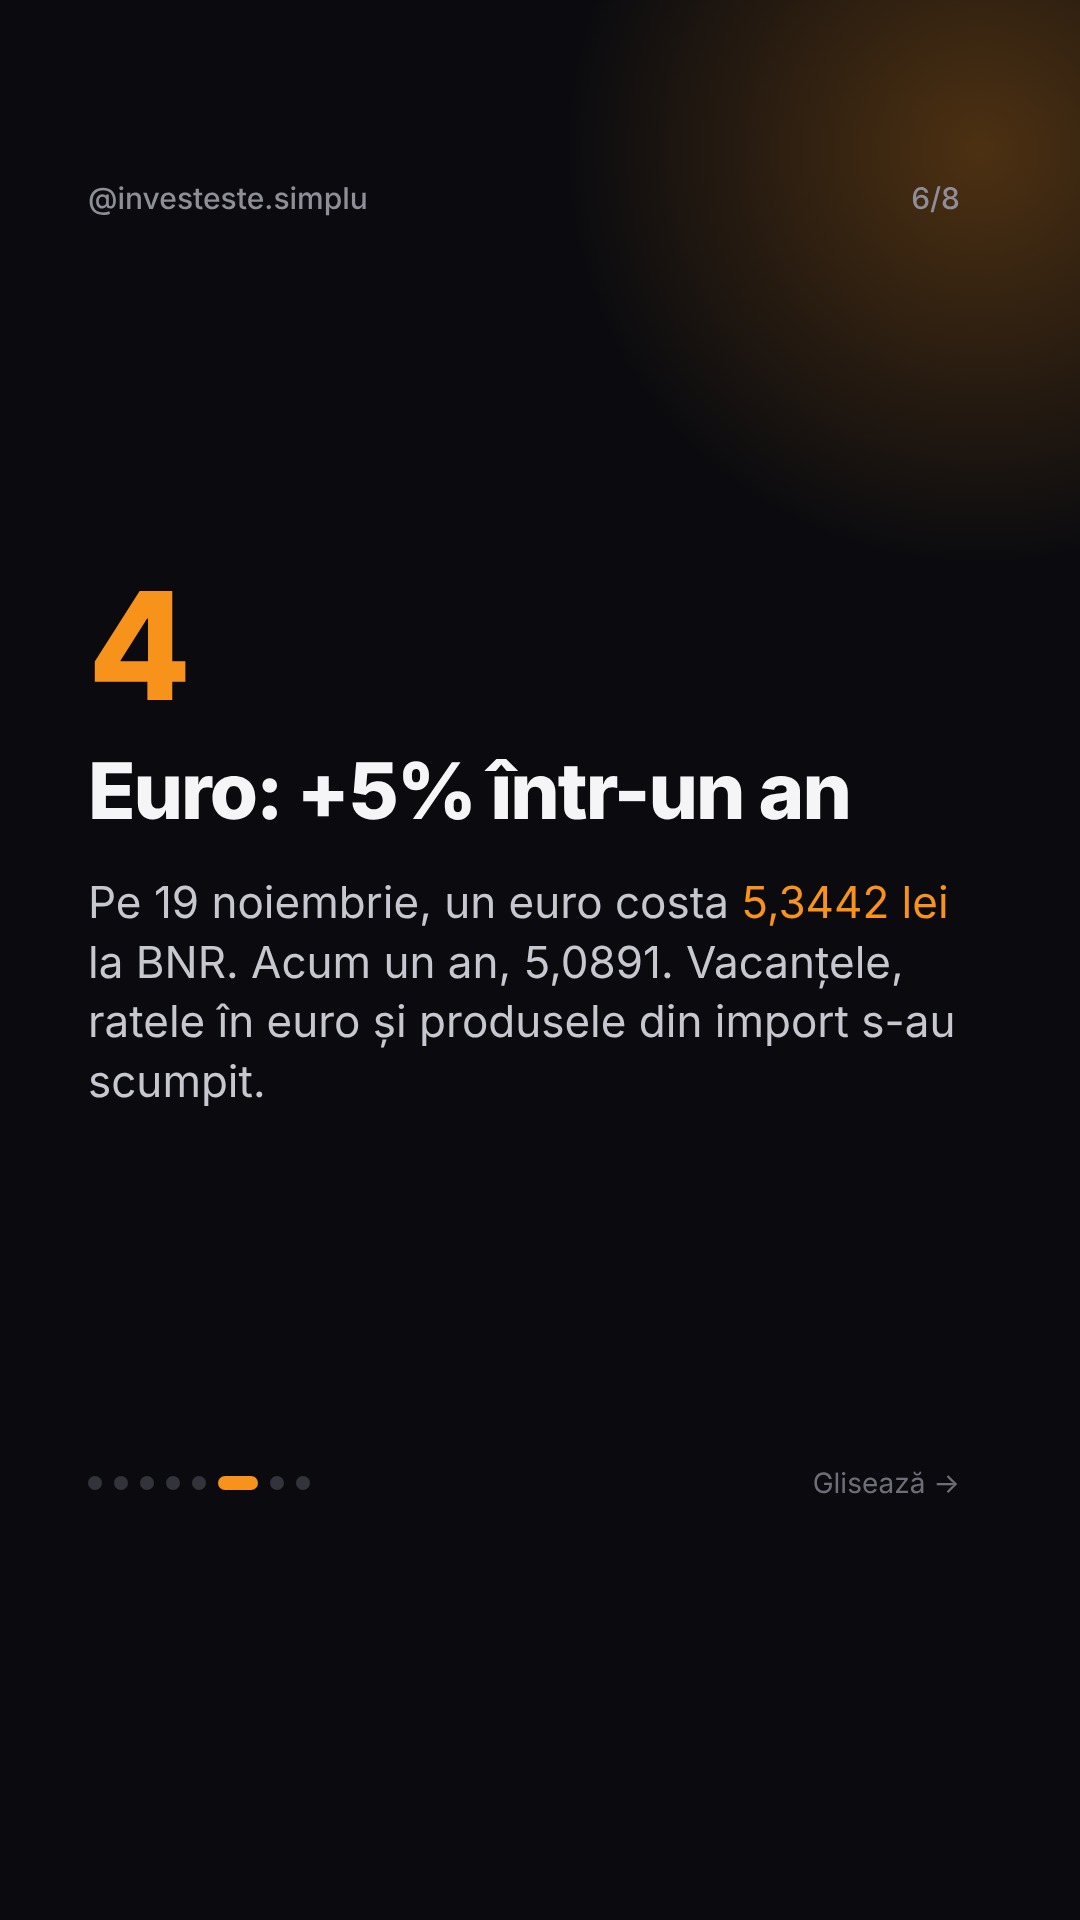 @investeste.simplu
6/8
4
Euro: +5% într-un an
Pe 19 noiembrie, un euro costa 5,3442 lei
la BNR. Acum un an, 5,0891. Vacanțele,
ratele în euro și produsele din import s-au
scumpit.
Glisează →